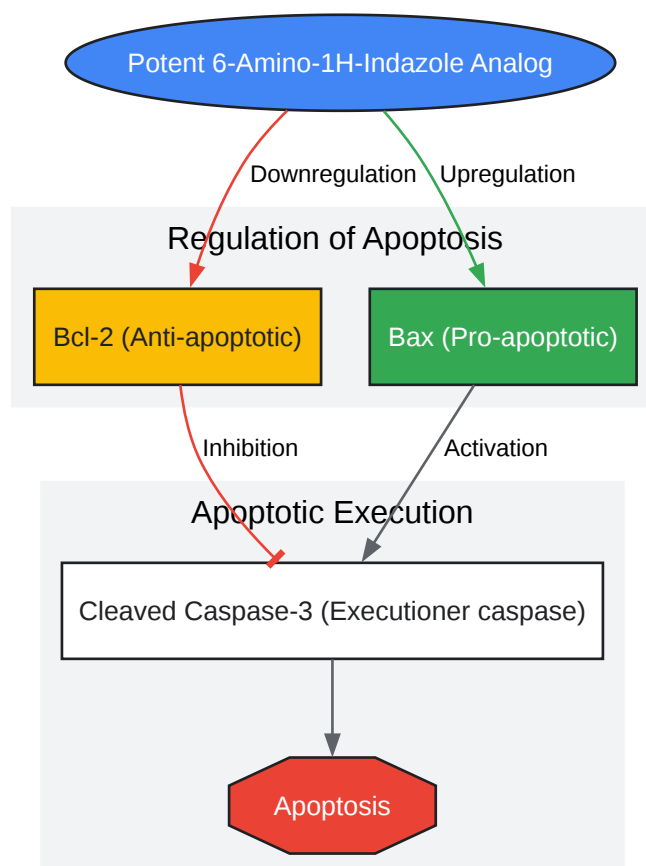 Potent 6-Amino-1H-Indazole Analog
Downregulation
Upregulation
Regulation of Apoptosis
Bcl-2 (Anti-apoptotic)
Bax (Pro-apoptotic)
Inhibition
Activation
Apoptotic Execution
Cleaved Caspase-3 (Executioner caspase)
Apoptosis